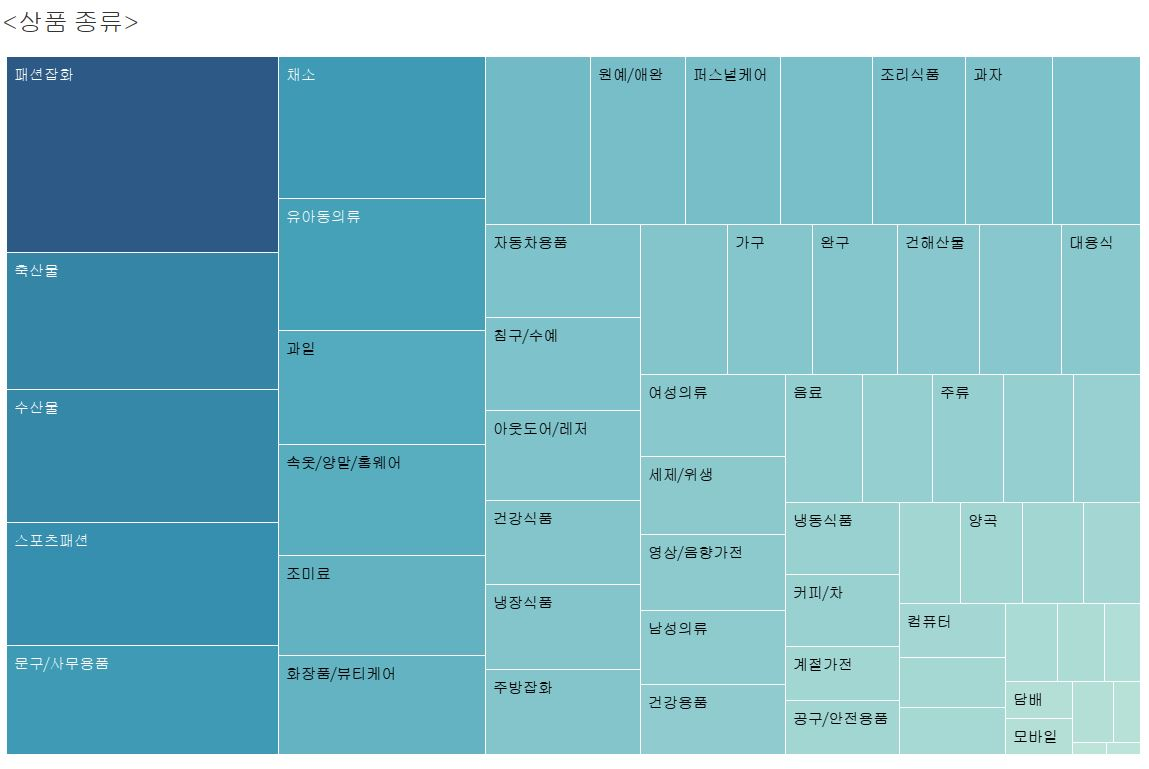 <상품 종류>
패션잡화
축산물
수산물
스포츠패션
문구/사무용품
채소
유아동의류
과일
속옷/양말/홈웨어
조미료
화장품/뷰티케어
원예/애완
퍼스널케어
조리식품
과자
자동차용품
침구/수예
아웃도어/레저
건강식품
냉장식품
주방잡화
가구
완구
건해산물
대용식
여성의류
세제/위생
영상/음향가전
남성의류
건강용품
음료
주류
냉동식품
커피/차
계절가전
공구/안전용품
양곡
컴퓨터
담배
모바일